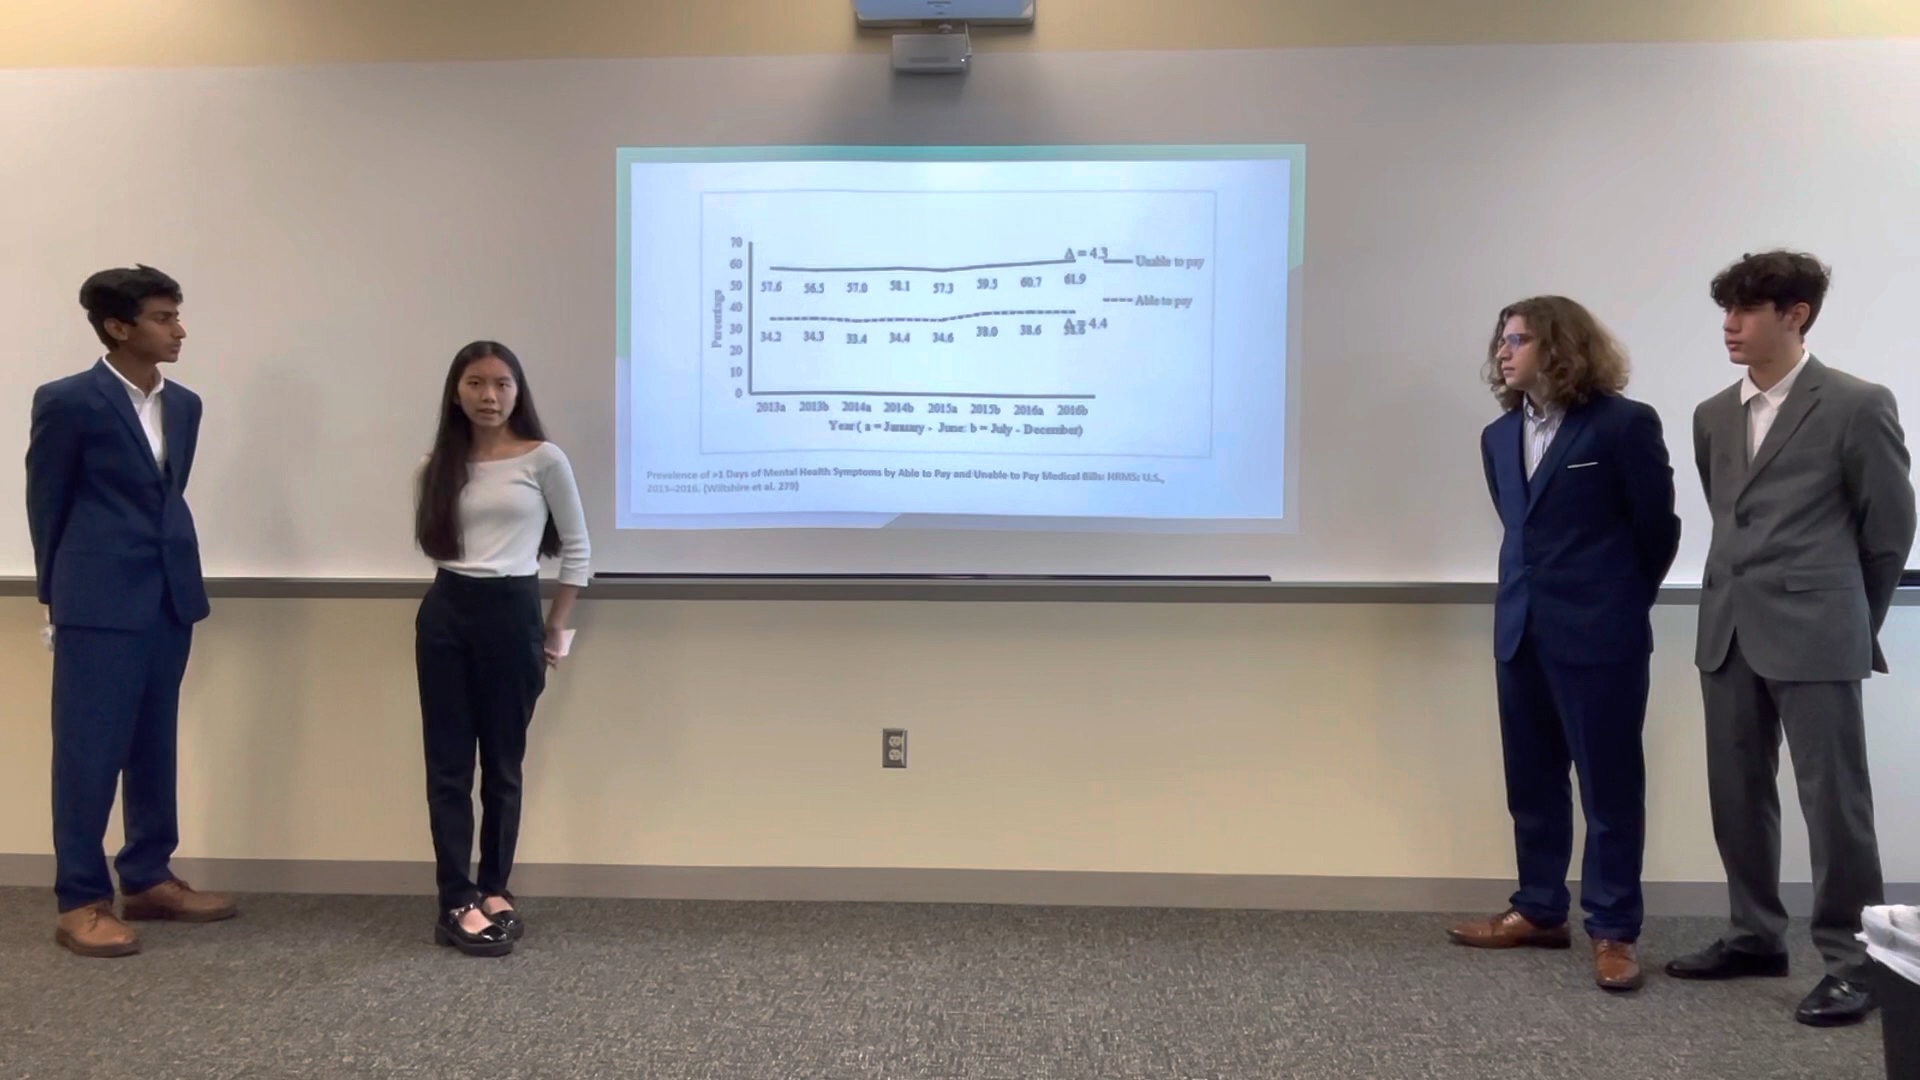 70
60
50
40
30
20
10
0
Percentage
Δ = 4.3
Unable to pay
57.6 56.5 57.0 58.1 57.3 59.5 60.7 61.9
Able to pay
Δ = 4.4
34.2 34.3 33.4 34.4 34.6 38.0 38.6 38.6
2013a 2013b 2014a 2014b 2015a 2015b 2016a 2016b
Year ( a = January - June: b = July - December)
Prevalence of >1 Days of Mental Health Symptoms by Able to Pay and Unable to Pay Medical Bills: HRMS: U.S.,
2013–2016. (Wiltshire et al. 279)